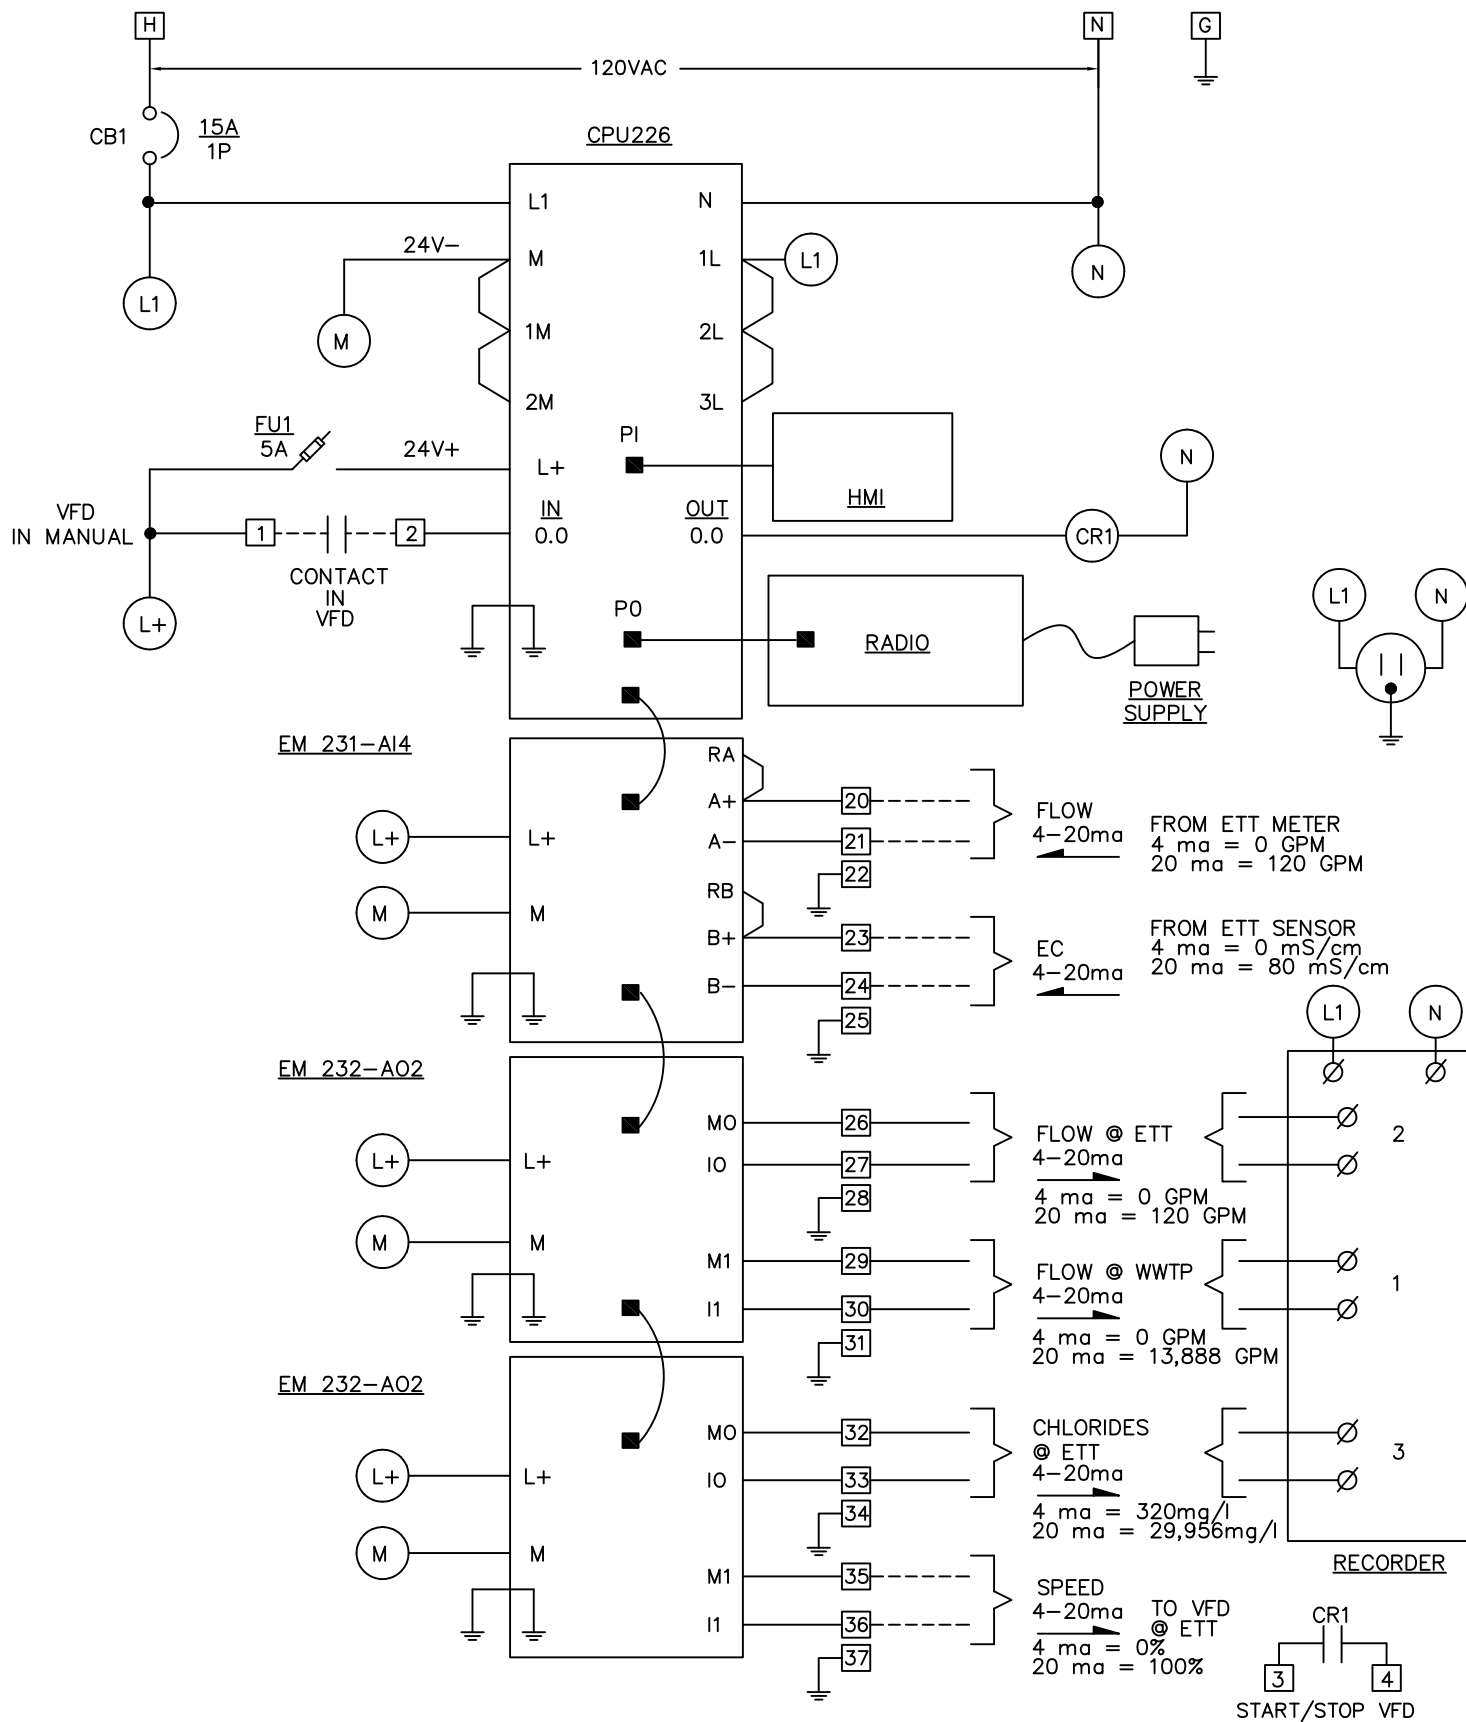 H
N
G
120VAC
CB1
15A
1P
CPU226
L1
N
24V-
M
1L
L1
N
L1
M
1M
2L
2M
3L
FU1
5A
24V+
L+
PI
HMI
N
VFD
IN MANUAL
1
2
IN
0.0
OUT
0.0
CR1
CONTACT
IN
VFD
L+
P0
RADIO
POWER
SUPPLY
L1
N
EM 231-AI4
RA
A+
20
L+
L+
A-
21
22
FLOW
4-20ma
FROM ETT METER
4 ma = 0 GPM
20 ma = 120 GPM
M
M
RB
B+
23
B-
24
25
EC
4-20ma
FROM ETT SENSOR
4 ma = 0 mS/cm
20 ma = 80 mS/cm
L1
N
EM 232-AO2
L+
L+
M0
26
I0
27
28
FLOW @ ETT
4-20ma
4 ma = 0 GPM
20 ma = 120 GPM
2
M
M
M1
29
I1
30
31
FLOW @ WWTP
4-20ma
4 ma = 0 GPM
20 ma = 13,888 GPM
1
EM 232-AO2
L+
L+
M0
32
I0
33
34
CHLORIDES
@ ETT
4-20ma
4 ma = 320mg/l
20 ma = 29,956mg/l
3
RECORDER
M
M
M1
35
I1
36
37
SPEED
4-20ma
TO VFD
@ ETT
4 ma = 0%
20 ma = 100%
CR1
3
4
START/STOP VFD